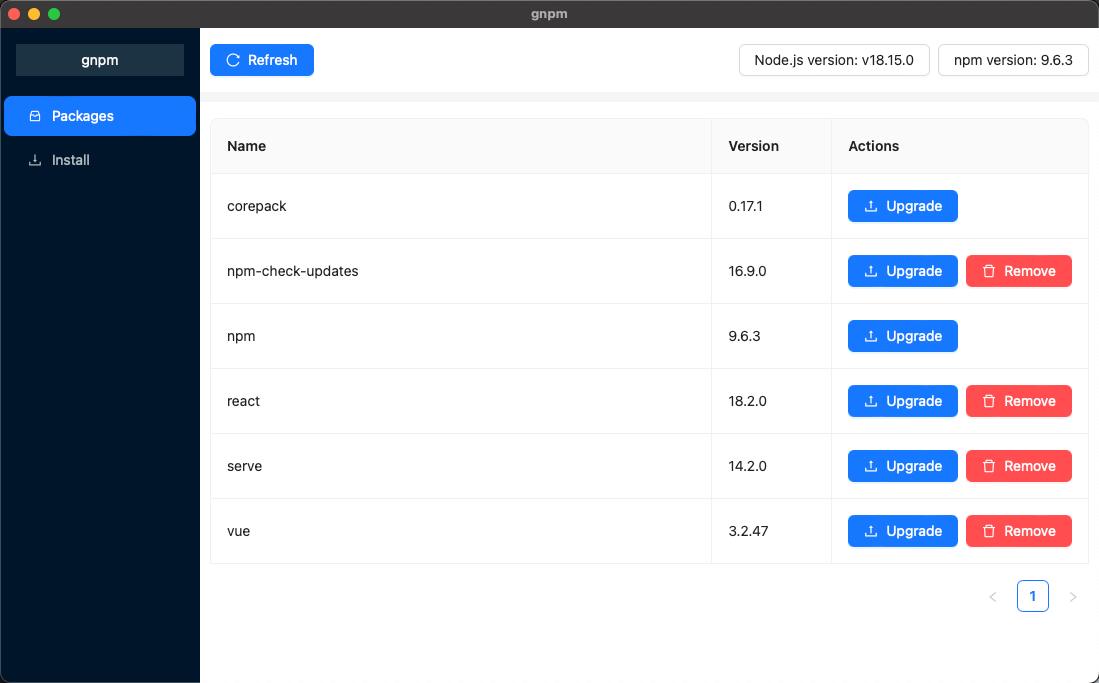 gnpm
gnpm
Refresh
Node.js version: v18.15.0
npm version: 9.6.3
Packages
Install
Name Version Actions
corepack 0.17.1 Upgrade
npm-check-updates 16.9.0 Upgrade Remove
npm 9.6.3 Upgrade
react 18.2.0 Upgrade Remove
serve 14.2.0 Upgrade Remove
vue 3.2.47 Upgrade Remove
< 1 >